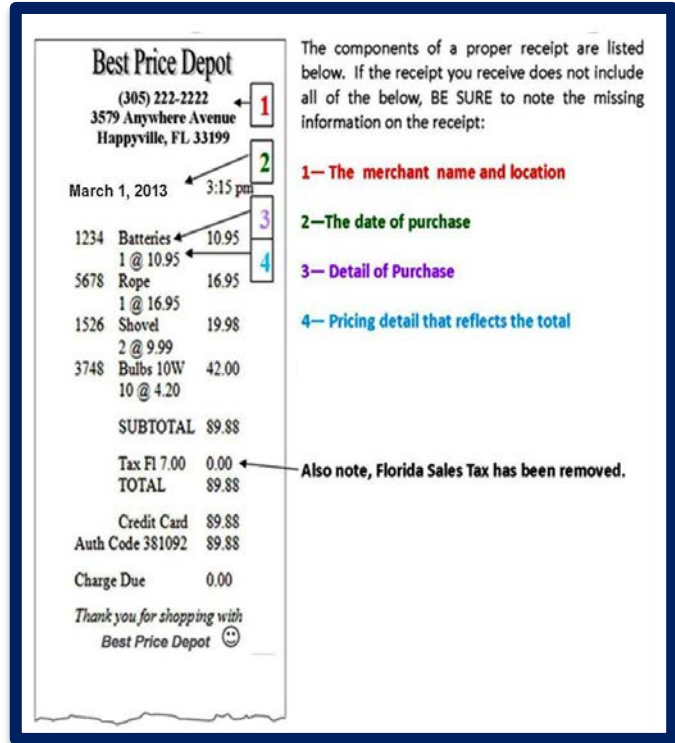 Best Price Depot
(305) 222-2222
3579 Anywhere Avenue
Happyville, FL 33199
1
2
March 1, 2013 3:15 pm
3
1234 Batteries 10.95
1 @ 10.95
4
5678 Rope 16.95
1 @ 16.95
1526 Shovel 19.98
2 @ 9.99
3748 Bulbs 10W 42.00
10 @ 4.20
SUBTOTAL 89.88
Tax Fl 7.00 0.00
TOTAL 89.88
Credit Card 89.88
Auth Code 381092 89.88
Charge Due 0.00
Thank you for shopping with
Best Price Depot
The components of a proper receipt are listed
below. If the receipt you receive does not include
all of the below, BE SURE to note the missing
information on the receipt:
1— The merchant name and location
2—The date of purchase
3— Detail of Purchase
4— Pricing detail that reflects the total
Also note, Florida Sales Tax has been removed.